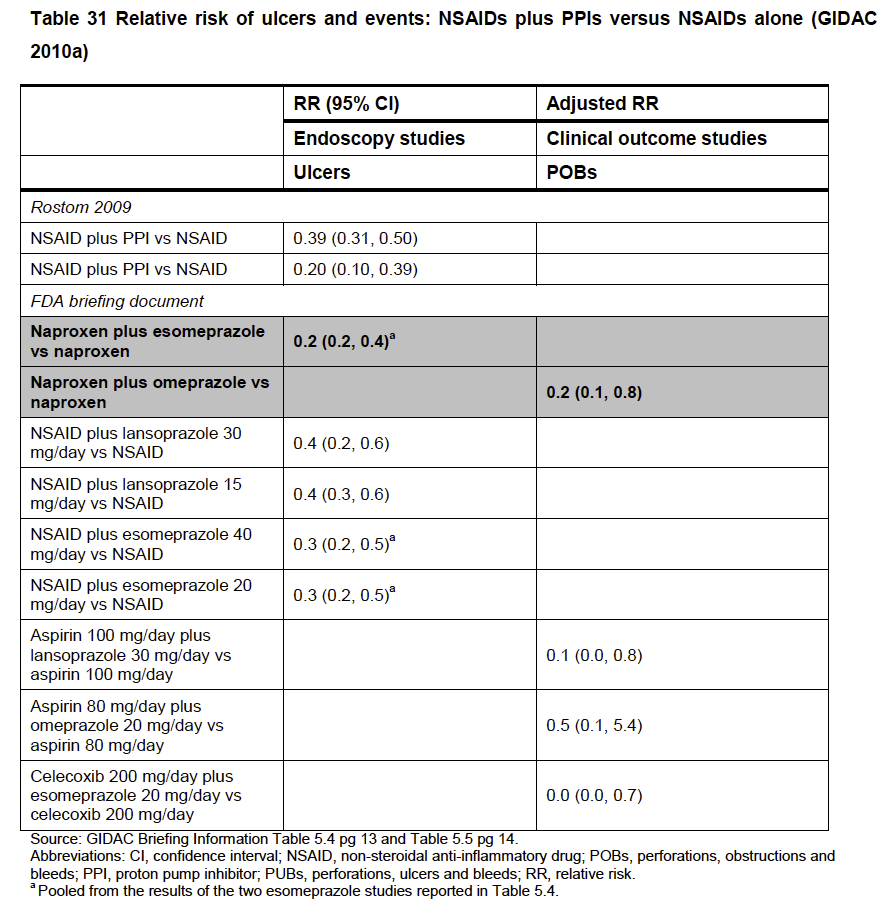 Table 31 Relative risk of ulcers and events: NSAIDs plus PPIs versus NSAIDs alone (GIDAC
2010a)
RR (95% CI) Adjusted RR
Endoscopy studies Clinical outcome studies
Ulcers POBs
Rostom 2009
NSAID plus PPI vs NSAID 0.39 (0.31, 0.50)
NSAID plus PPI vs NSAID 0.20 (0.10, 0.39)
FDA briefing document
Naproxen plus esomeprazole
vs naproxen
0.2 (0.2, 0.4)a
Naproxen plus omeprazole vs
naproxen
0.2 (0.1, 0.8)
NSAID plus lansoprazole 30
mg/day vs NSAID
0.4 (0.2, 0.6)
NSAID plus lansoprazole 15
mg/day vs NSAID
0.4 (0.3, 0.6)
NSAID plus esomeprazole 40
mg/day vs NSAID
0.3 (0.2, 0.5)a
NSAID plus esomeprazole 20
mg/day vs NSAID
0.3 (0.2, 0.5)a
Aspirin 100 mg/day plus
lansoprazole 30 mg/day vs
aspirin 100 mg/day
0.1 (0.0, 0.8)
Aspirin 80 mg/day plus
omeprazole 20 mg/day vs
aspirin 80 mg/day
0.5 (0.1, 5.4)
Celecoxib 200 mg/day plus
esomeprazole 20 mg/day vs
celecoxib 200 mg/day
0.0 (0.0, 0.7)
Source: GIDAC Briefing Information Table 5.4 pg 13 and Table 5.5 pg 14.
Abbreviations: CI, confidence interval; NSAID, non-steroidal anti-inflammatory drug; POBs, perforations, obstructions and
bleeds; PPI, proton pump inhibitor; PUBs, perforations, ulcers and bleeds; RR, relative risk.
a Pooled from the results of the two esomeprazole studies reported in Table 5.4.